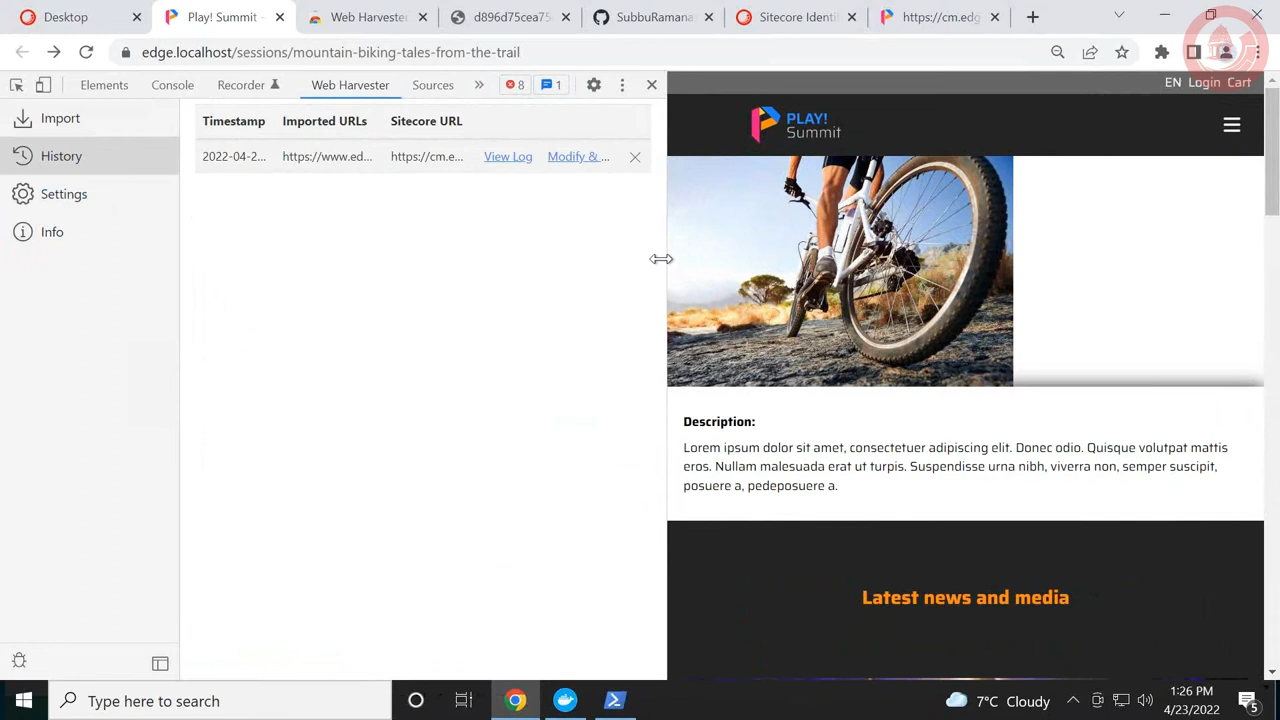 Desktop
Play! Summit -
Web Harvester
d896d75cea75
SubbuRamana
Sitecore Identi
https://cm.edg
edge.localhost/sessions/mountain-biking-tales-from-the-trail
Elements
Console
Recorder
Web Harvester
Sources
»
8
1
EN Login Cart
Import
History
Settings
Info
Timestamp Imported URLs Sitecore URL
2022-04-2... https://www.ed... https://cm.e... View Log Modify & ...
PLAY!
Summit
Description:
Lorem ipsum dolor sit amet, consectetuer adipiscing elit. Donec odio. Quisque volutpat mattis
eros. Nullam malesuada erat ut turpis. Suspendisse urna nibh, viverra non, semper suscipit,
posuere a, pedeposuere a.
Latest news and media
Type here to search
7°C Cloudy
1:26 PM
4/23/2022
5